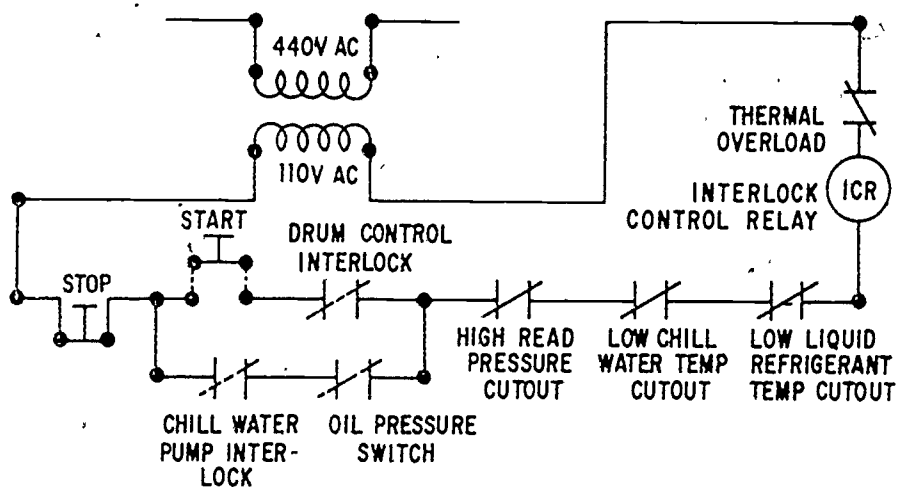 440V AC
110V AC
THERMAL
OVERLOAD
INTERLOCK
CONTROL RELAY
ICR
START
DRUM CONTROL
INTERLOCK
STOP
HIGH READ
PRESSURE
CUTOUT
LOW CHILL
WATER TEMP
CUTOUT
LOW LIQUID
REFRIGERANT
TEMP CUTOUT
CHILL WATER
PUMP INTER-
LOCK
OIL PRESSURE
SWITCH